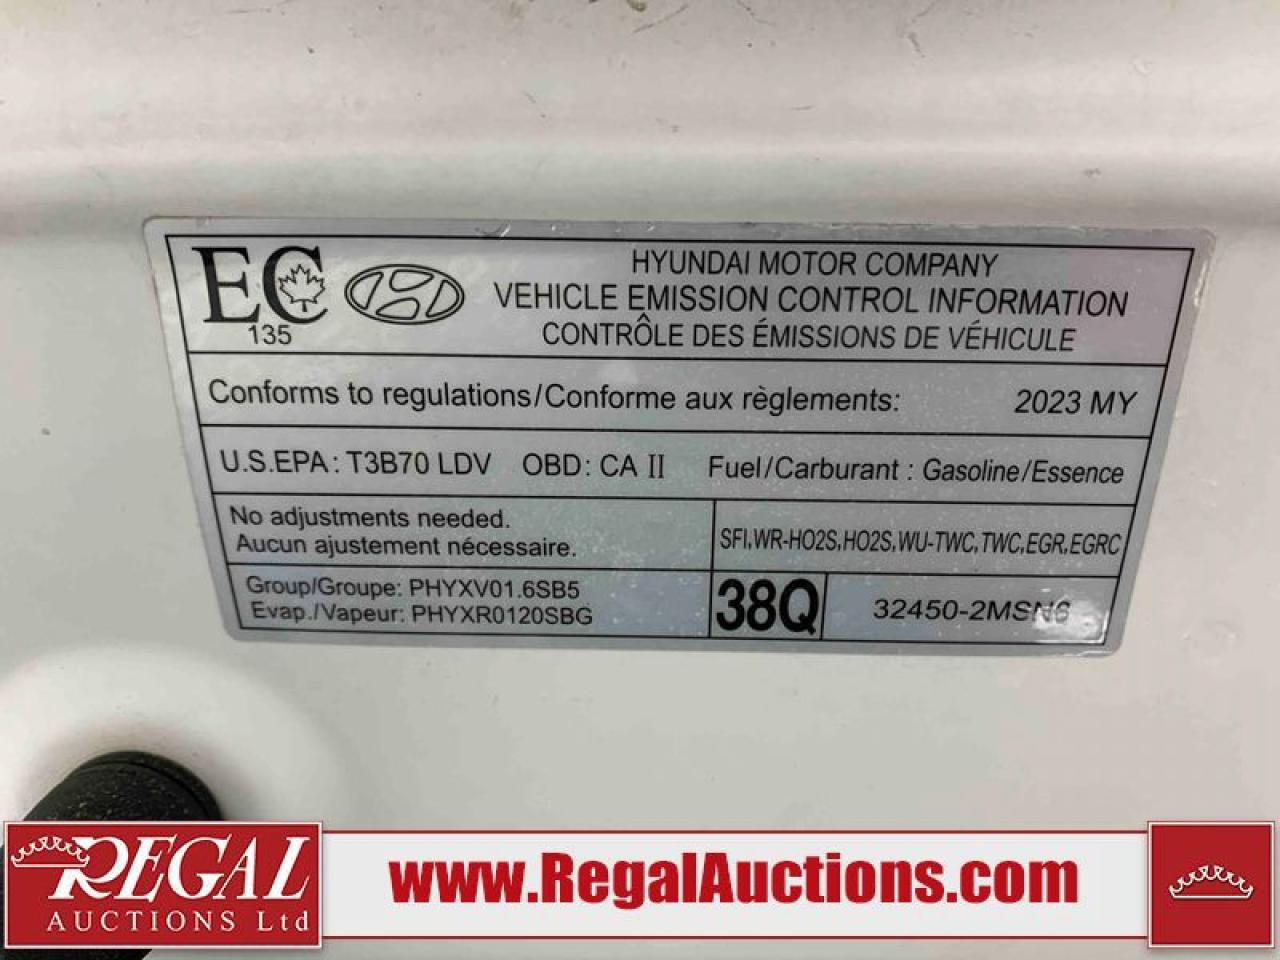 EC
135
HYUNDAI MOTOR COMPANY
VEHICLE EMISSION CONTROL INFORMATION
CONTRÔLE DES ÉMISSIONS DE VÉHICULE
Conforms to regulations/Conforme aux règlements: 2023 MY
U.S.EPA: T3B70 LDV OBD: CA II Fuel/Carburant : Gasoline/Essence
No adjustments needed.
Aucun ajustement nécessaire.
SFI,WR-HO2S,HO2S,WU-TWC,TWC,EGR,EGRC
Group/Groupe: PHYXV01.6SB5
Evap./Vapeur: PHYXR0120SBG
38Q
32450-2MSN6
REGAL
AUCTIONS Ltd
www.RegalAuctions.com